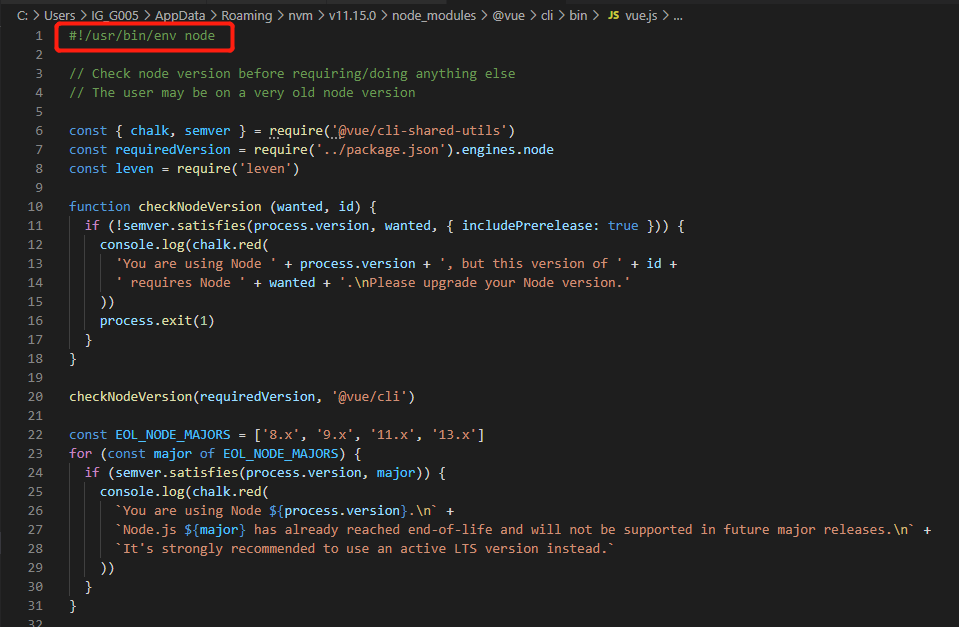 C: > Users > IG_G005 > AppData > Roaming > nvm > v11.15.0 > node_modules > @vue > cli > bin > JS vue.js > ...
1 #!/usr/bin/env node
2
3 // Check node version before requiring/doing anything else
4 // The user may be on a very old node version
5
6 const { chalk, semver } = require('@vue/cli-shared-utils')
7 const requiredVersion = require('../package.json').engines.node
8 const leven = require('leven')
9
10 function checkNodeVersion (wanted, id) {
11   if (!semver.satisfies(process.version, wanted, { includePrerelease: true })) {
12     console.log(chalk.red(
13       'You are using Node ' + process.version + ', but this version of ' + id +
14       ' requires Node ' + wanted + '.\nPlease upgrade your Node version.'
15     ))
16     process.exit(1)
17   }
18 }
19
20 checkNodeVersion(requiredVersion, '@vue/cli')
21
22 const EOL_NODE_MAJORS = ['8.x', '9.x', '11.x', '13.x']
23 for (const major of EOL_NODE_MAJORS) {
24   if (semver.satisfies(process.version, major)) {
25     console.log(chalk.red(
26       `You are using Node ${process.version}.\n` +
27       `Node.js ${major} has already reached end-of-life and will not be supported in future major releases.\n` +
28       `It's strongly recommended to use an active LTS version instead.`
29     ))
30   }
31 }
32